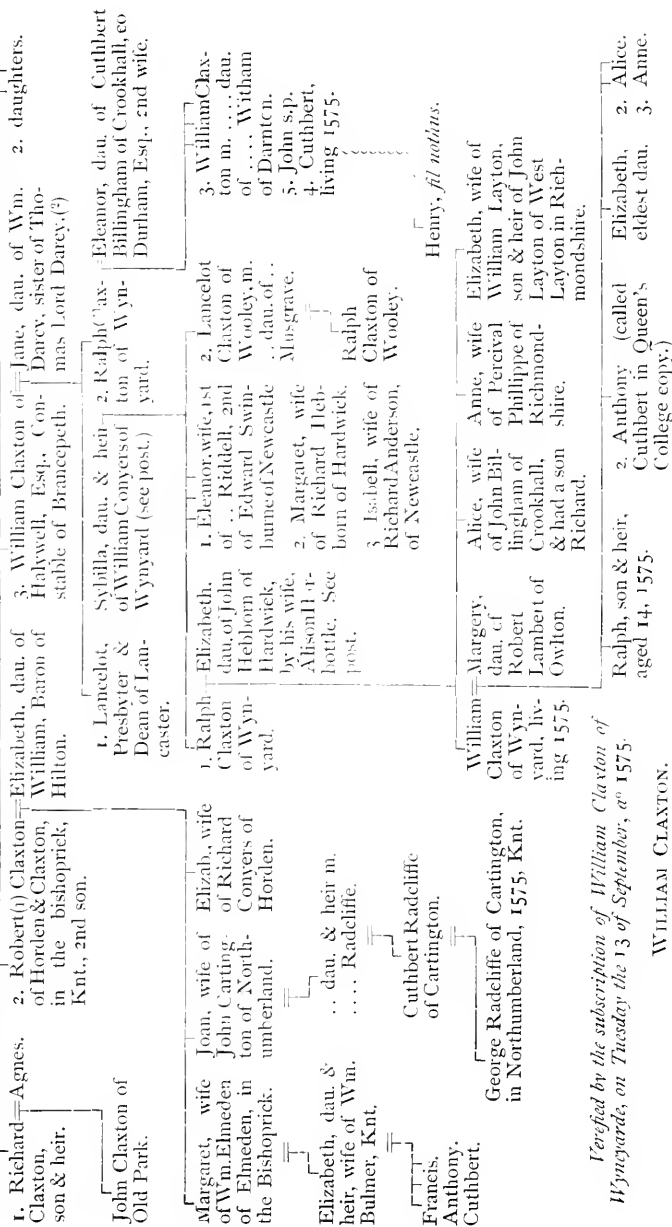 1. Richard=Agnes.
Claxton,
son & heir.
2. Robert(1) Claxton=Elizabeth, dau. of
of Horden & Claxton, William, Baron of
in the bishoprick, Hilton.
Knt., 2nd son.
3. William Claxton of=Jane, dau. of Wm.
Halywell, Esq., Con- Darcy, sister of Tho-
stable of Brancepeth. mas Lord Darcy.(2)
2. daughters.
John Claxton of
Old Park.
1. Lancelot,
Presbyter &
Dean of Lan-
caster.
Sybilla, dau. & heir
of William Conyers of
Wynyard (see post.)
2. Ralph Clax-
ton of Wyn-
yard.
Eleanor, dau. of Cuthbert
Billingham of Crookhall, co
Durham, Esq., 2nd wife.
Margaret, wife
of Wm. Elmeden
of Elmeden, in
the Bishoprick.
Joan, wife of
John Carting-
ton of North-
umberland.
Elizab., wife
of Richard
Conyers of
Horden.
1. Ralph
Claxton
of Wyn-
yard.
Elizabeth,
dau. of John
Hebborn of
Hardwick,
by his wife,
Alison Har-
bottle. See
post.
1. Eleanor, wife, 1st
of .. Riddell, 2nd
of Edward Swin-
burne of Newcastle
2. Margaret, wife
of Richard Heb-
born of Hardwick.
3 Isabell, wife of
Richard Anderson,
of Newcastle.
2. Lancelot
Claxton of
Wooley, m.
.. dau. of ..
Musgrave.
Ralph
Claxton of
Wooley.
3. William Clax-
ton m. .... dau.
of .... Witham
of Darnton.
5. John s.p.
4. Cuthbert,
living 1575.
Henry, fil nothus.
Elizabeth, dau. &
heir, wife of Wm.
Bulmer, Knt.
.. dau. & heir m.
.... Radcliffe.
Francis.
Anthony.
Cuthbert.
Cuthbert Radcliffe
of Cartington.
George Radcliffe of Cartington,
in Northumberland, 1575, Knt.
William=Margery,
Claxton dau. of
of Wyn- Robert
yard, liv- Lambert of
ing 1575. Owlton.
Alice, wife
of John Bil-
lingham of
Crookhall,
& had a son
Richard.
Anne, wife
of Percival
Phillippe of
Richmond-
shire.
Elizabeth, wife of
William Layton,
son & heir of John
Layton of West
Layton in Rich-
mondshire.
Ralph, son & heir,
aged 14, 1575.
2. Anthony (called
Cuthbert in Queen's
College copy.)
Elizabeth,
eldest dau.
2. Alice.
3. Anne.
Verefied by the subscription of William Claxton of
Wyneyarde, on Tuesday the 13 of September, ao 1575.
WILLIAM CLAXTON.